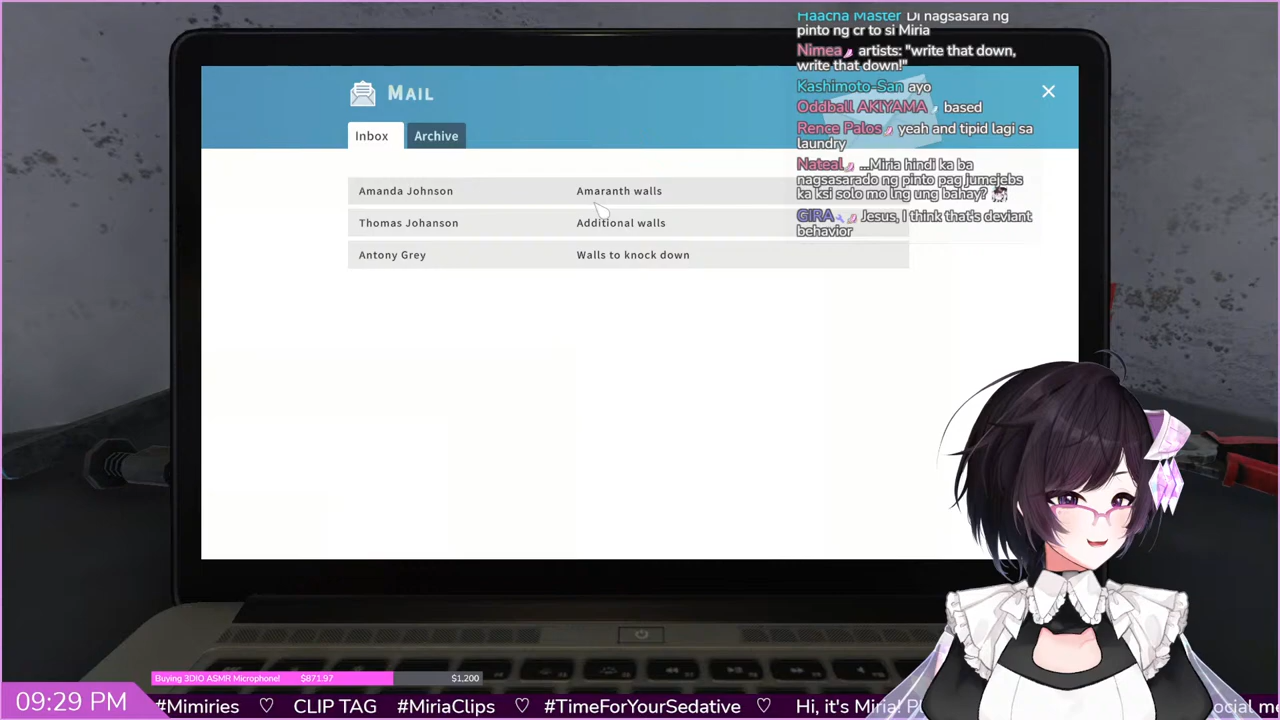 Haacha Master Di nagsasara ng
pinto ng cr to si Miria
Nimea artists: "write that down,
write that down!"
Kashimoto-San ayo
Oddball AKIYAMA based
Rence Palos yeah and tipid lagi sa
laundry
Nateal ...Miria hindi ka ba
nagsasarado ng pinto pag jumejebs
ka ksi solo mo lng ung bahay?
GIRA Jesus, I think that's deviant
behavior
MAIL
Inbox Archive
Amanda Johnson Amaranth walls
Thomas Johanson Additional walls
Antony Grey Walls to knock down
Buying 3DIO ASMR Microphone! $871.97 $1,200
09:29 PM #Mimiries ♡ CLIP TAG #MiriaClips ♡ #TimeForYourSedative ♡ Hi, it's Miria! ocial me